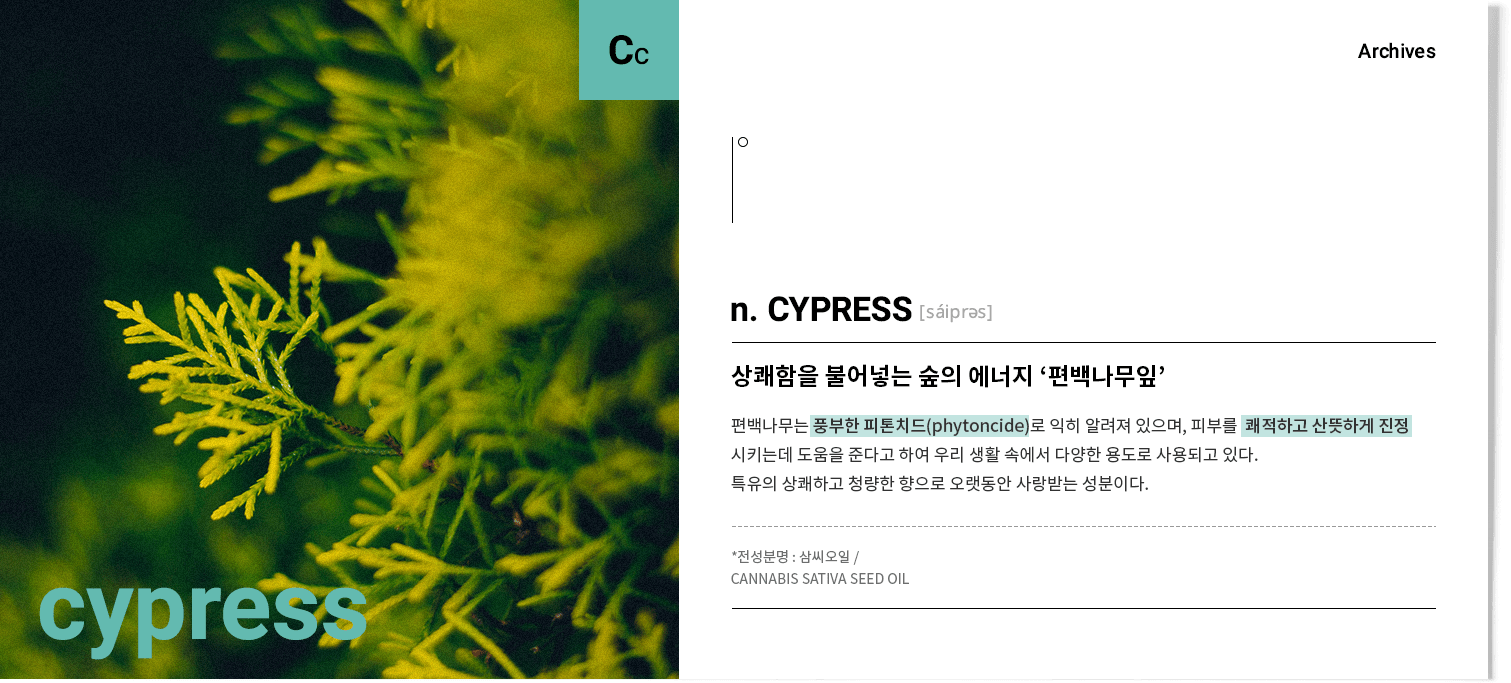 Cc
Archives
n. CYPRESS [sáiprəs]
상쾌함을 불어넣는 숲의 에너지 ‘편백나무잎’
편백나무는 풍부한 피톤치드(phytoncide)로 익히 알려져 있으며, 피부를 쾌적하고 산뜻하게 진정
시키는데 도움을 준다고 하여 우리 생활 속에서 다양한 용도로 사용되고 있다.
특유의 상쾌하고 청량한 향으로 오랫동안 사랑받는 성분이다.
*전성분명 : 삼씨오일 /
CANNABIS SATIVA SEED OIL
cypress